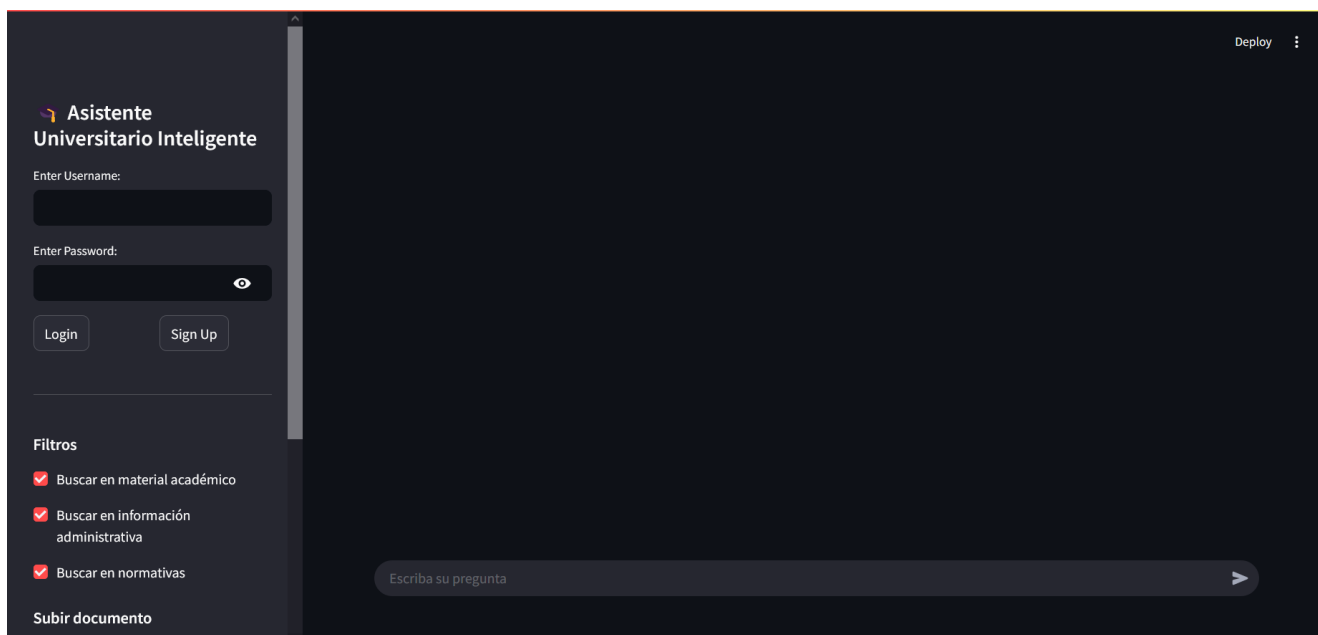 Deploy
Asistente
Universitario Inteligente
Enter Username:
Enter Password:
Login
Sign Up
Filtros
Buscar en material académico
Buscar en información
administrativa
Buscar en normativas
Subir documento
Escriba su pregunta